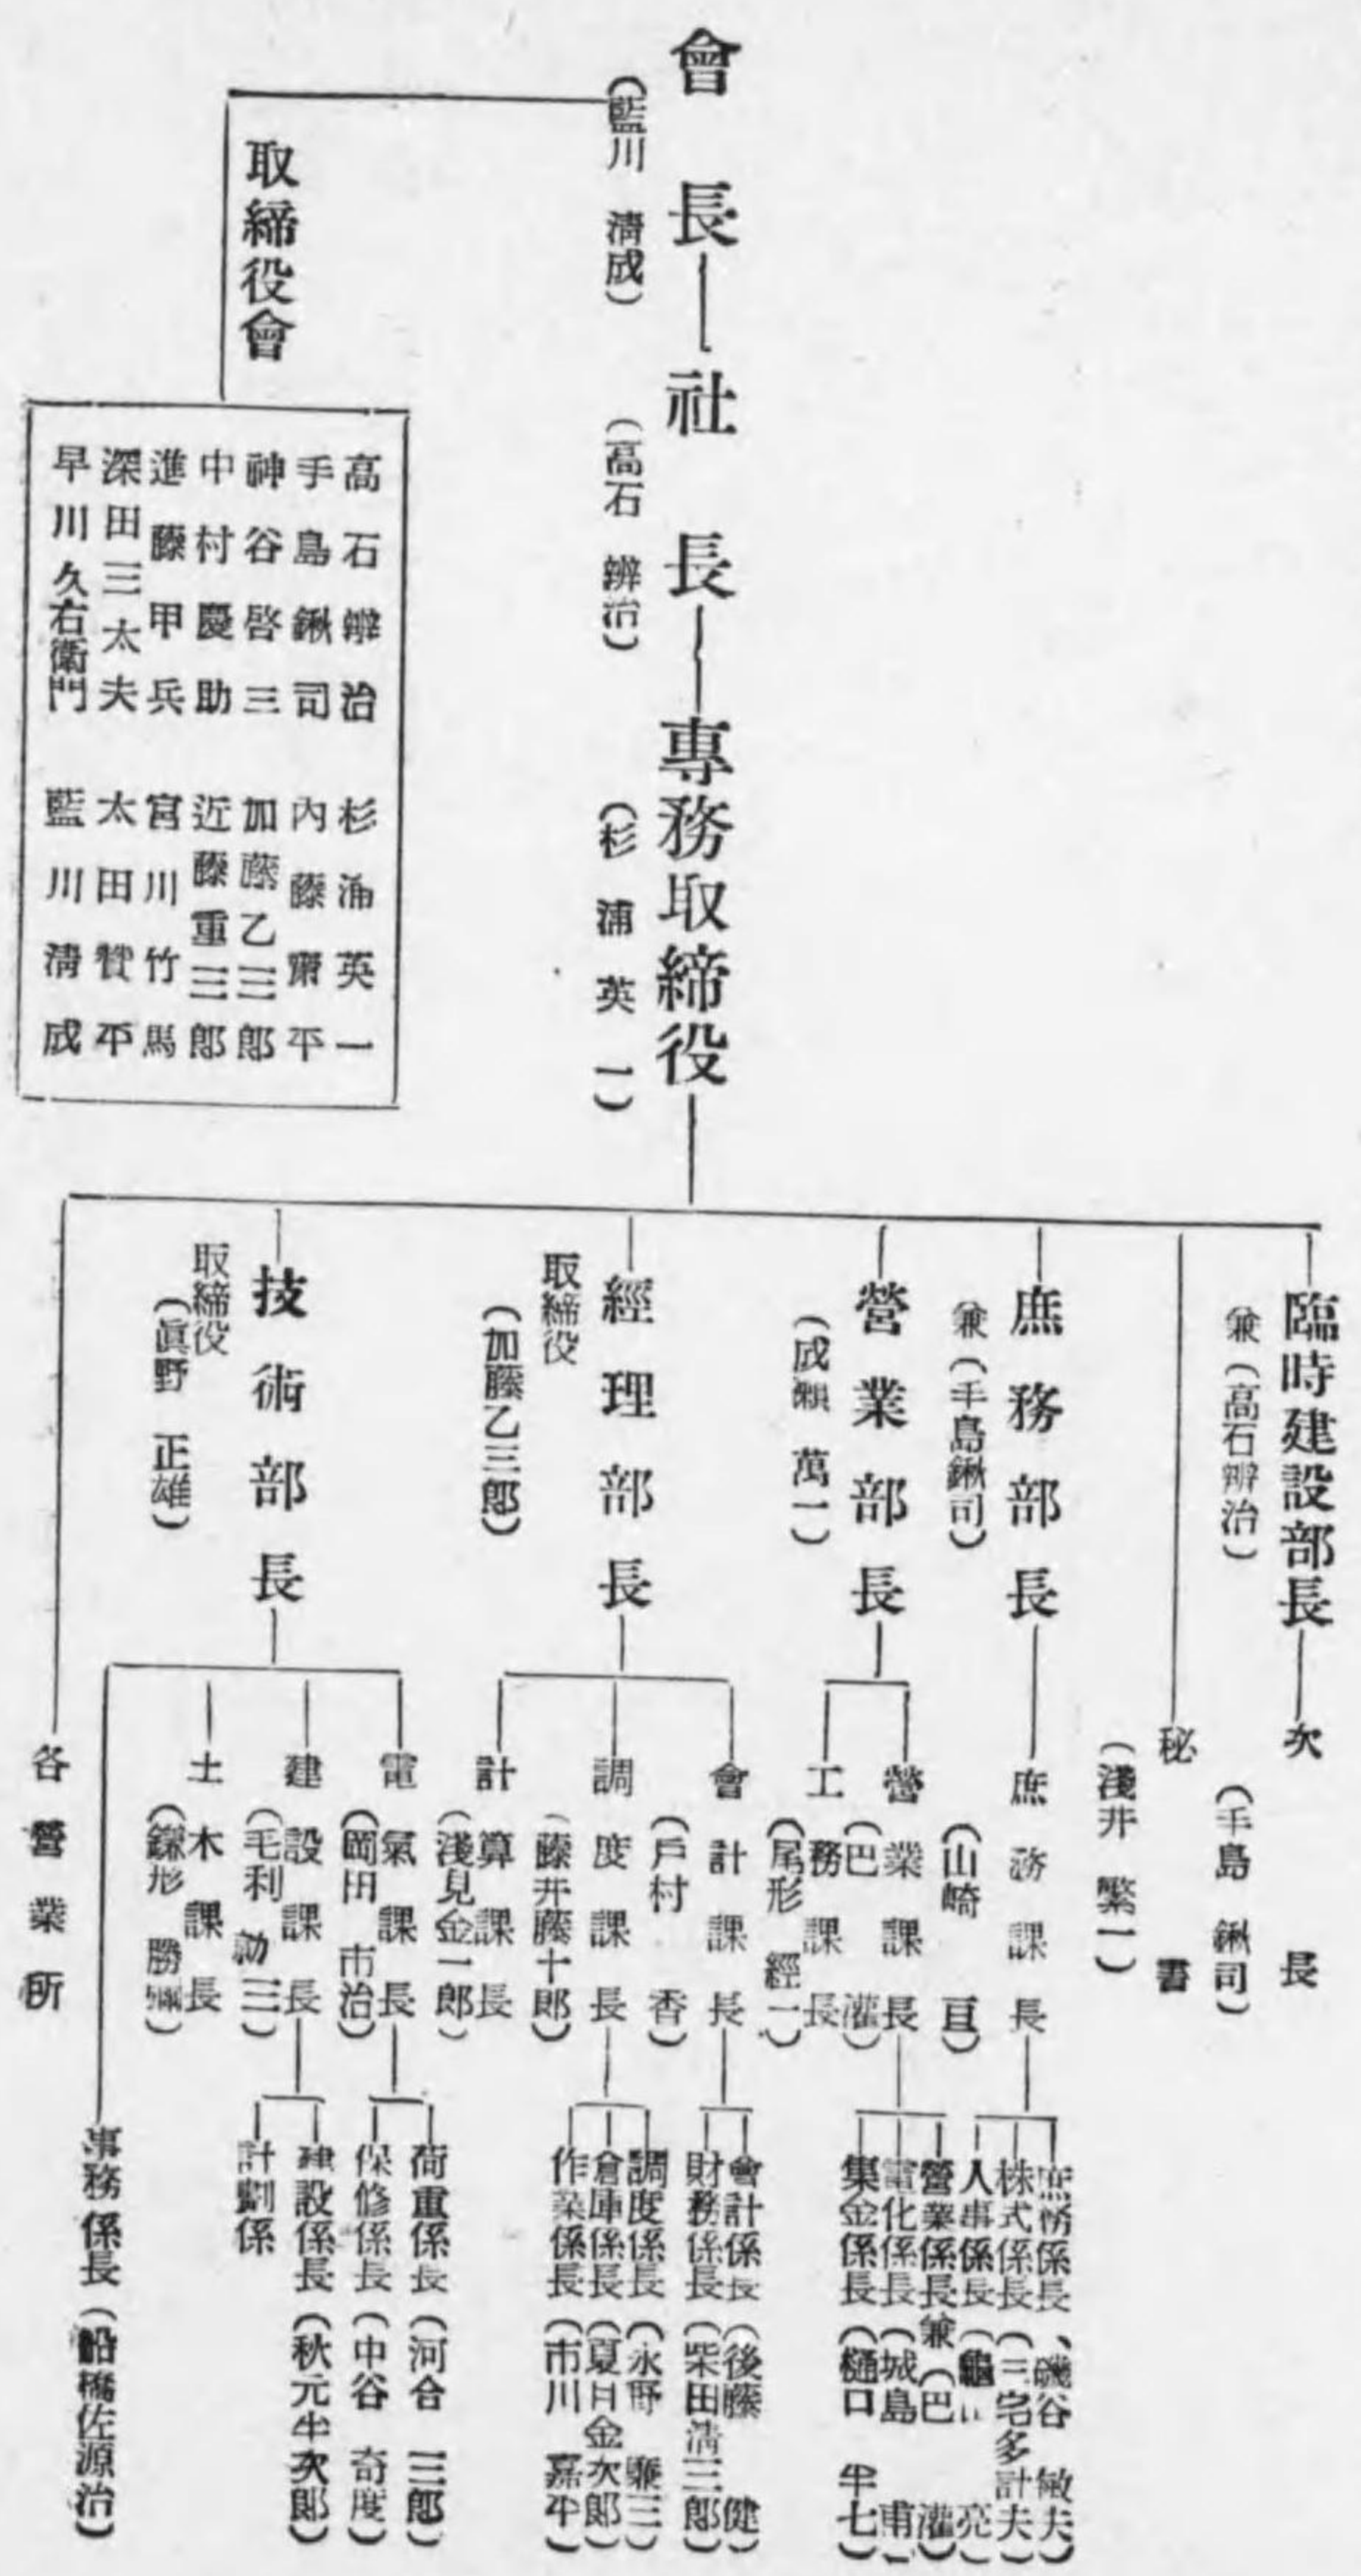 會長
(藍川 清成)
社長
(高石 辨治)
專務取締役
(杉浦英一)
取締役會
高石辨治 杉浦英一
手島鍬司 內藤齋平
神谷啓三 加藤乙三郎
中村慶助 近藤重三郎
進藤甲兵 宮川竹馬
深田三太夫 太田贊平
早川久右衛門 藍川清成
臨時建設部長
兼(高石辨治)
次長
(手島 鍬司)
秘書
(淺井 繁一)
庶務部長
兼(手島鍬司)
庶務課長
(山崎 亘)
庶務係長(磯谷 敏夫)
株式係長(三宅多計夫)
人事係長 亮)
營業部長
(成瀨 萬一)
營業課長
(巴 灌)
營業係長兼(巴 灌)
電化係長(城島 甫)
集金係長(樋口 半七)
工務課長
(尾形 經一)
經理部長
取締役
(加藤乙三郎)
會計課長
(戶村 香)
會計係長(後藤 健)
財務係長(柴田清三郎)
調度課長
(藤井藤十郎)
調度係長(永野 三)
倉庫係長(夏目金次郎)
作業係長(市川 嘉平)
計算課長
(淺見金一郎)
技術部長
取締役
(眞野 正雄)
電氣課長
(岡田 市治)
荷重係長(河合 三郎)
保修係長(中谷 奇度)
建設課長
(毛利 三)
建設係長(秋元半次郎)
計劃係
土木課長
(鎌形 勝彌)
事務係長(船橋佐源治)
各營業所